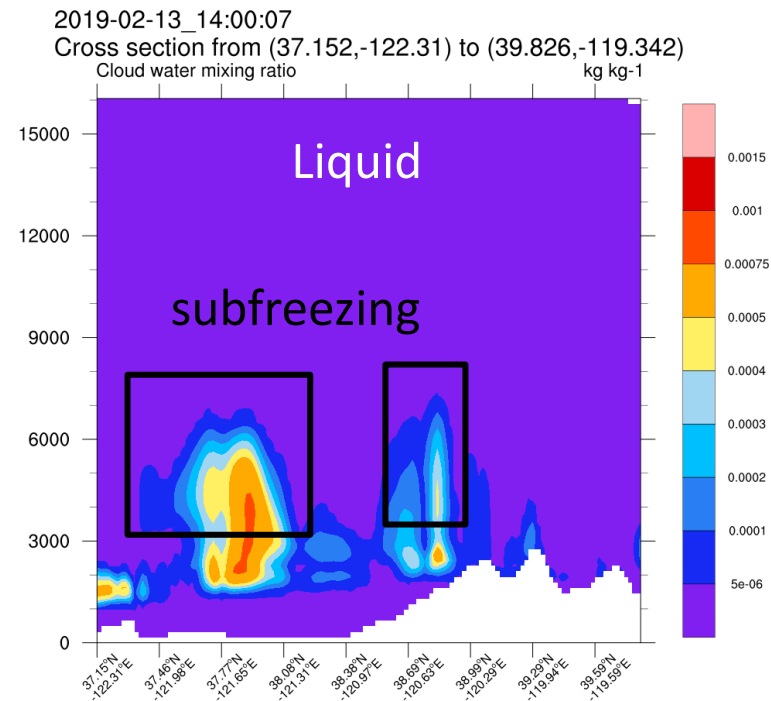 2019-02-13_14:00:07
Cross section from (37.152,-122.31) to (39.826,-119.342)
Cloud water mixing ratio kg kg-1
15000
Liquid
0.0015
0.001
12000
0.00075
subfreezing
0.0005
9000
0.0004
0.0003
6000
0.0002
0.0001
3000
5e-06
0
37.15°N -122.31°E
37.46°N -121.98°E
37.77°N -121.65°E
38.08°N -121.31°E
38.38°N -120.97°E
38.69°N -120.63°E
38.99°N -120.29°E
39.29°N -119.94°E
39.59°N -119.59°E